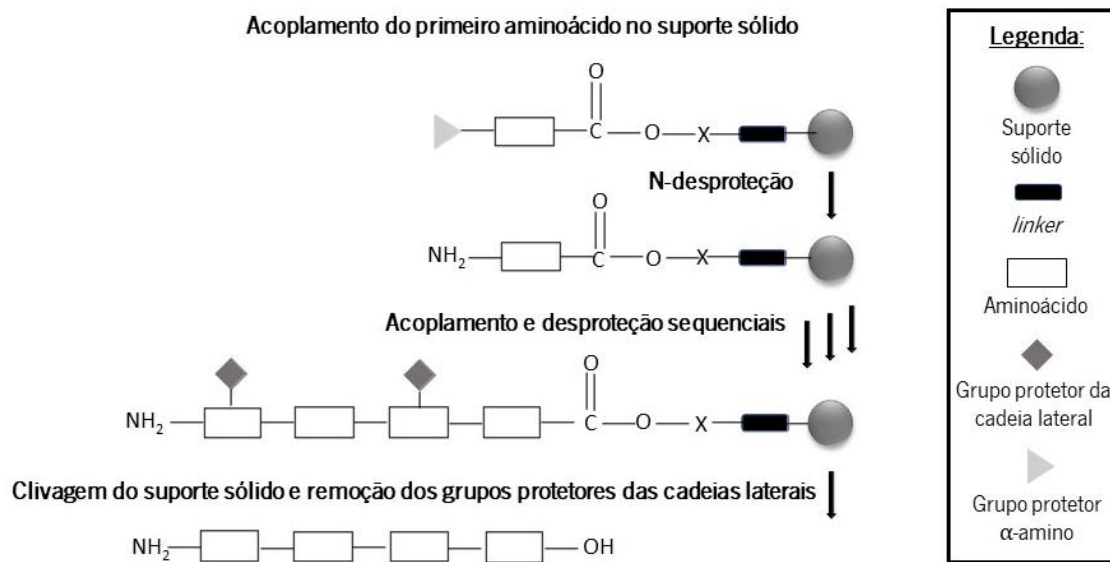 Acoplamento do primeiro aminoácido no suporte sólido
O
C O X
N-desproteção
O
NH₂ C O X
Acoplamento e desproteção sequenciais
O
NH₂ C O X
Clivagem do suporte sólido e remoção dos grupos protetores das cadeias laterais
NH₂ OH
Legenda:
Suporte
sólido
linker
Aminoácido
Grupo protetor da
cadeia lateral
Grupo protetor
α-amino